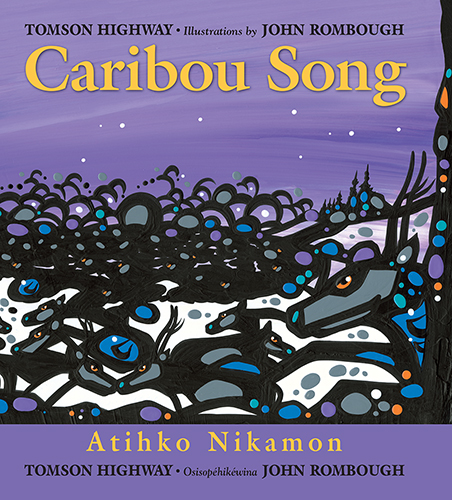 TOMSON HIGHWAY • Illustrations by JOHN ROMBOUGH
Caribou Song
Atihko Nikamon
TOMSON HIGHWAY • Osisopéhikéwina JOHN ROMBOUGH